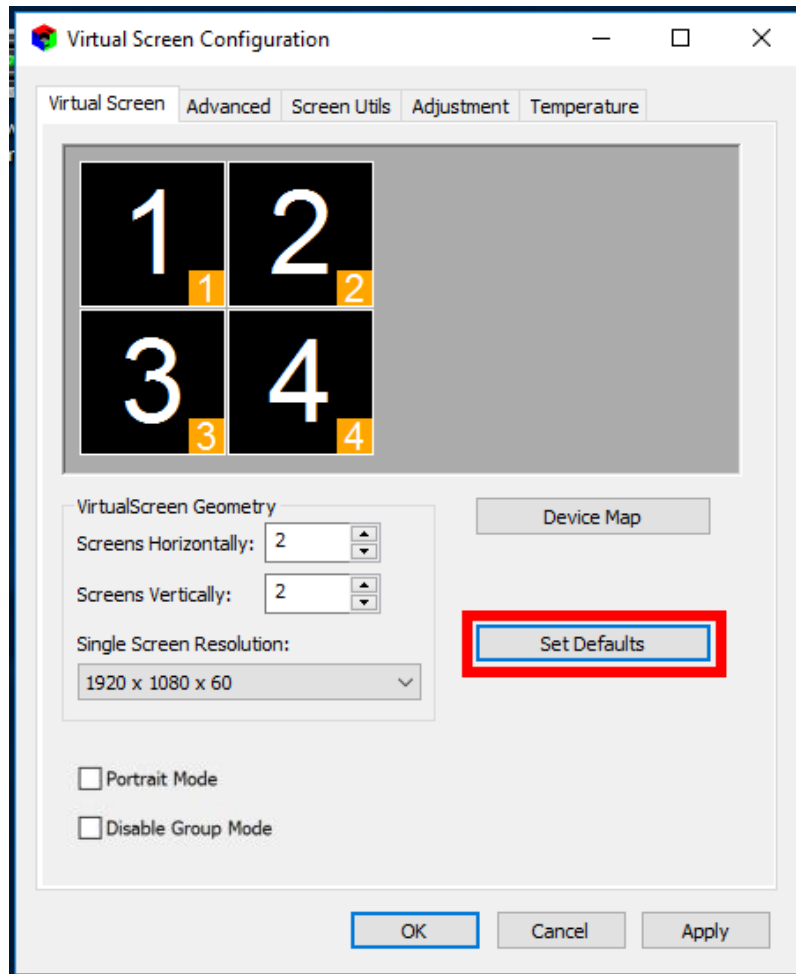 Virtual Screen Configuration
Virtual Screen Advanced Screen Utils Adjustment Temperature
1 2
1 2
3 4
3 4
VirtualScreen Geometry
Screens Horizontally: 2
Device Map
Screens Vertically: 2
Single Screen Resolution:
Set Defaults
1920 x 1080 x 60
Portrait Mode
Disable Group Mode
OK Cancel Apply